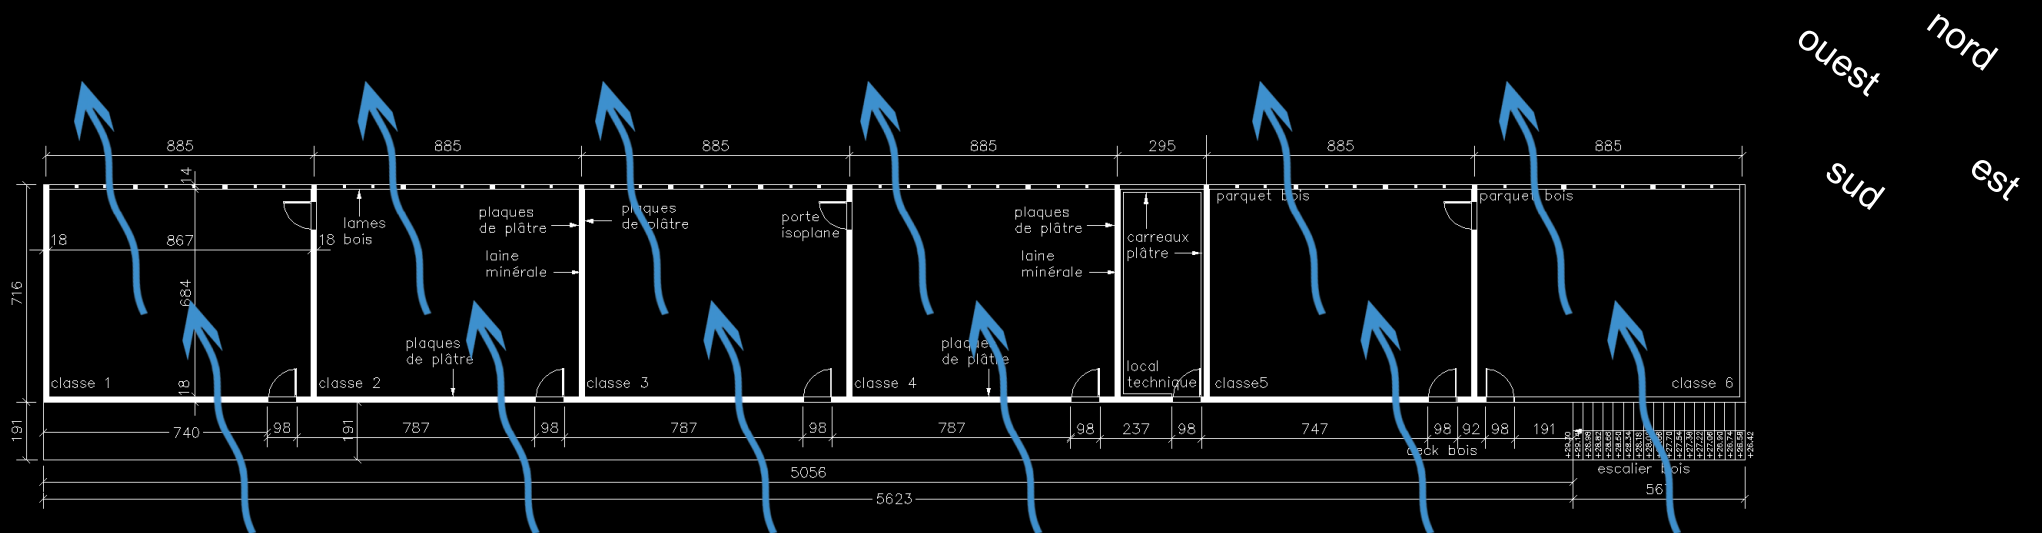 nord
ouest
sud
est
885
885
885
885
295
885
885
14
parquet bois
parquet bois
lames
bois
plaques
de plâtre
plaques
de plâtre
porte
isoplane
plaques
de plâtre
carreaux
plâtre
18
867
18
laine
minérale
laine
minérale
716
684
plaques
de plâtre
plaques
de plâtre
local
technique
18
classe 1
classe 2
classe 3
classe 4
classe5
classe 6
191
740
98
191
787
98
787
98
787
98
237
98
747
98
92
98
191
deck bois
escalier bois
5056
567
5623